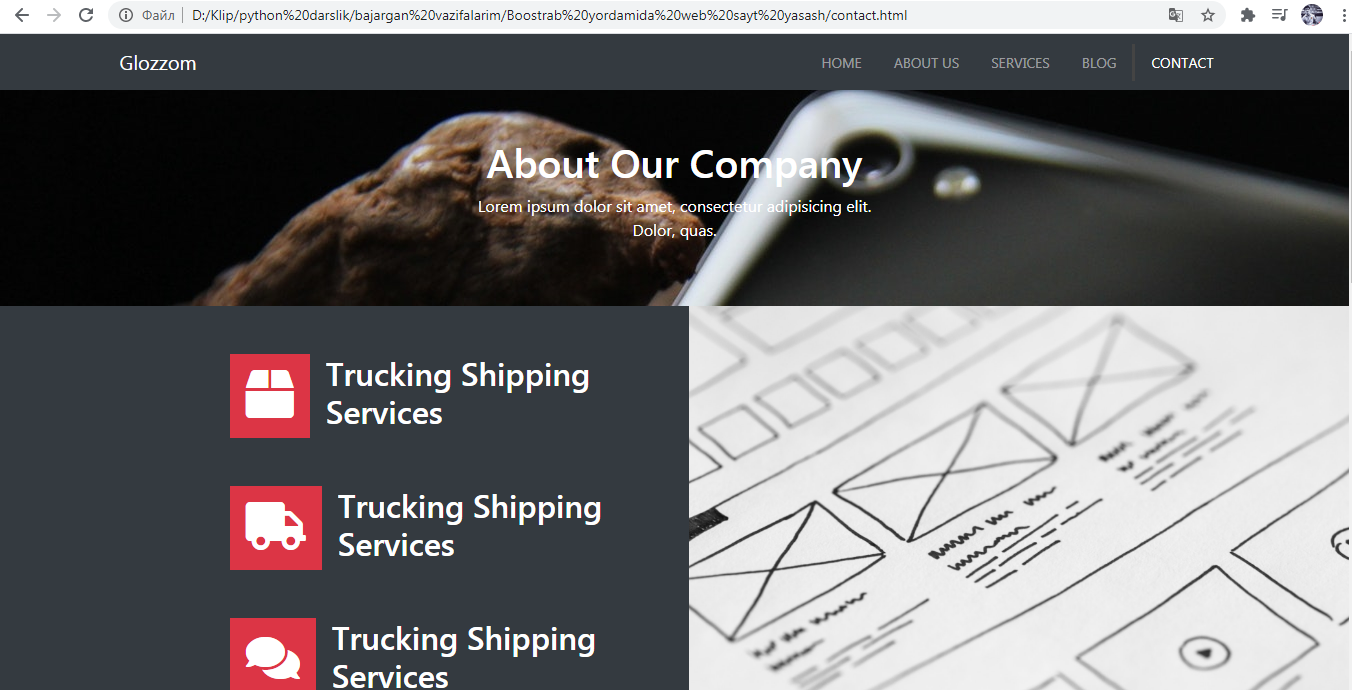 Файл D:/Klip/python%20darslik/bajargan%20vazifalarim/Boostrab%20yordamida%20web%20sayt%20yasash/contact.html
Glozzom HOME ABOUT US SERVICES BLOG CONTACT
About Our Company
Lorem ipsum dolor sit amet, consectetur adipisicing elit.
Dolor, quas.
Trucking Shipping
Services
Trucking Shipping
Services
Trucking Shipping
Services